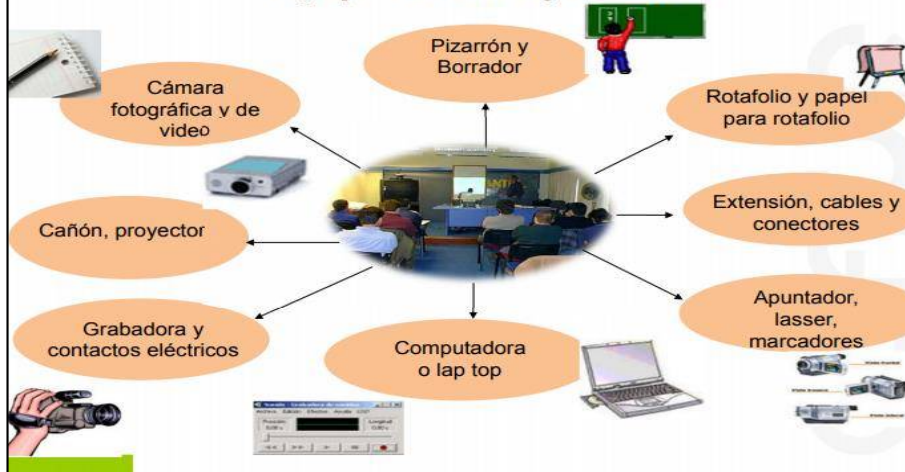 Pizarrón y
Borrador
Cámara
fotográfica y de
video
Rotafolio y papel
para rotafolio
Extensión, cables y
conectores
Cañón, proyector
Apuntador,
lasser,
marcadores
Grabadora y
contactos eléctricos
Computadora
o lap top